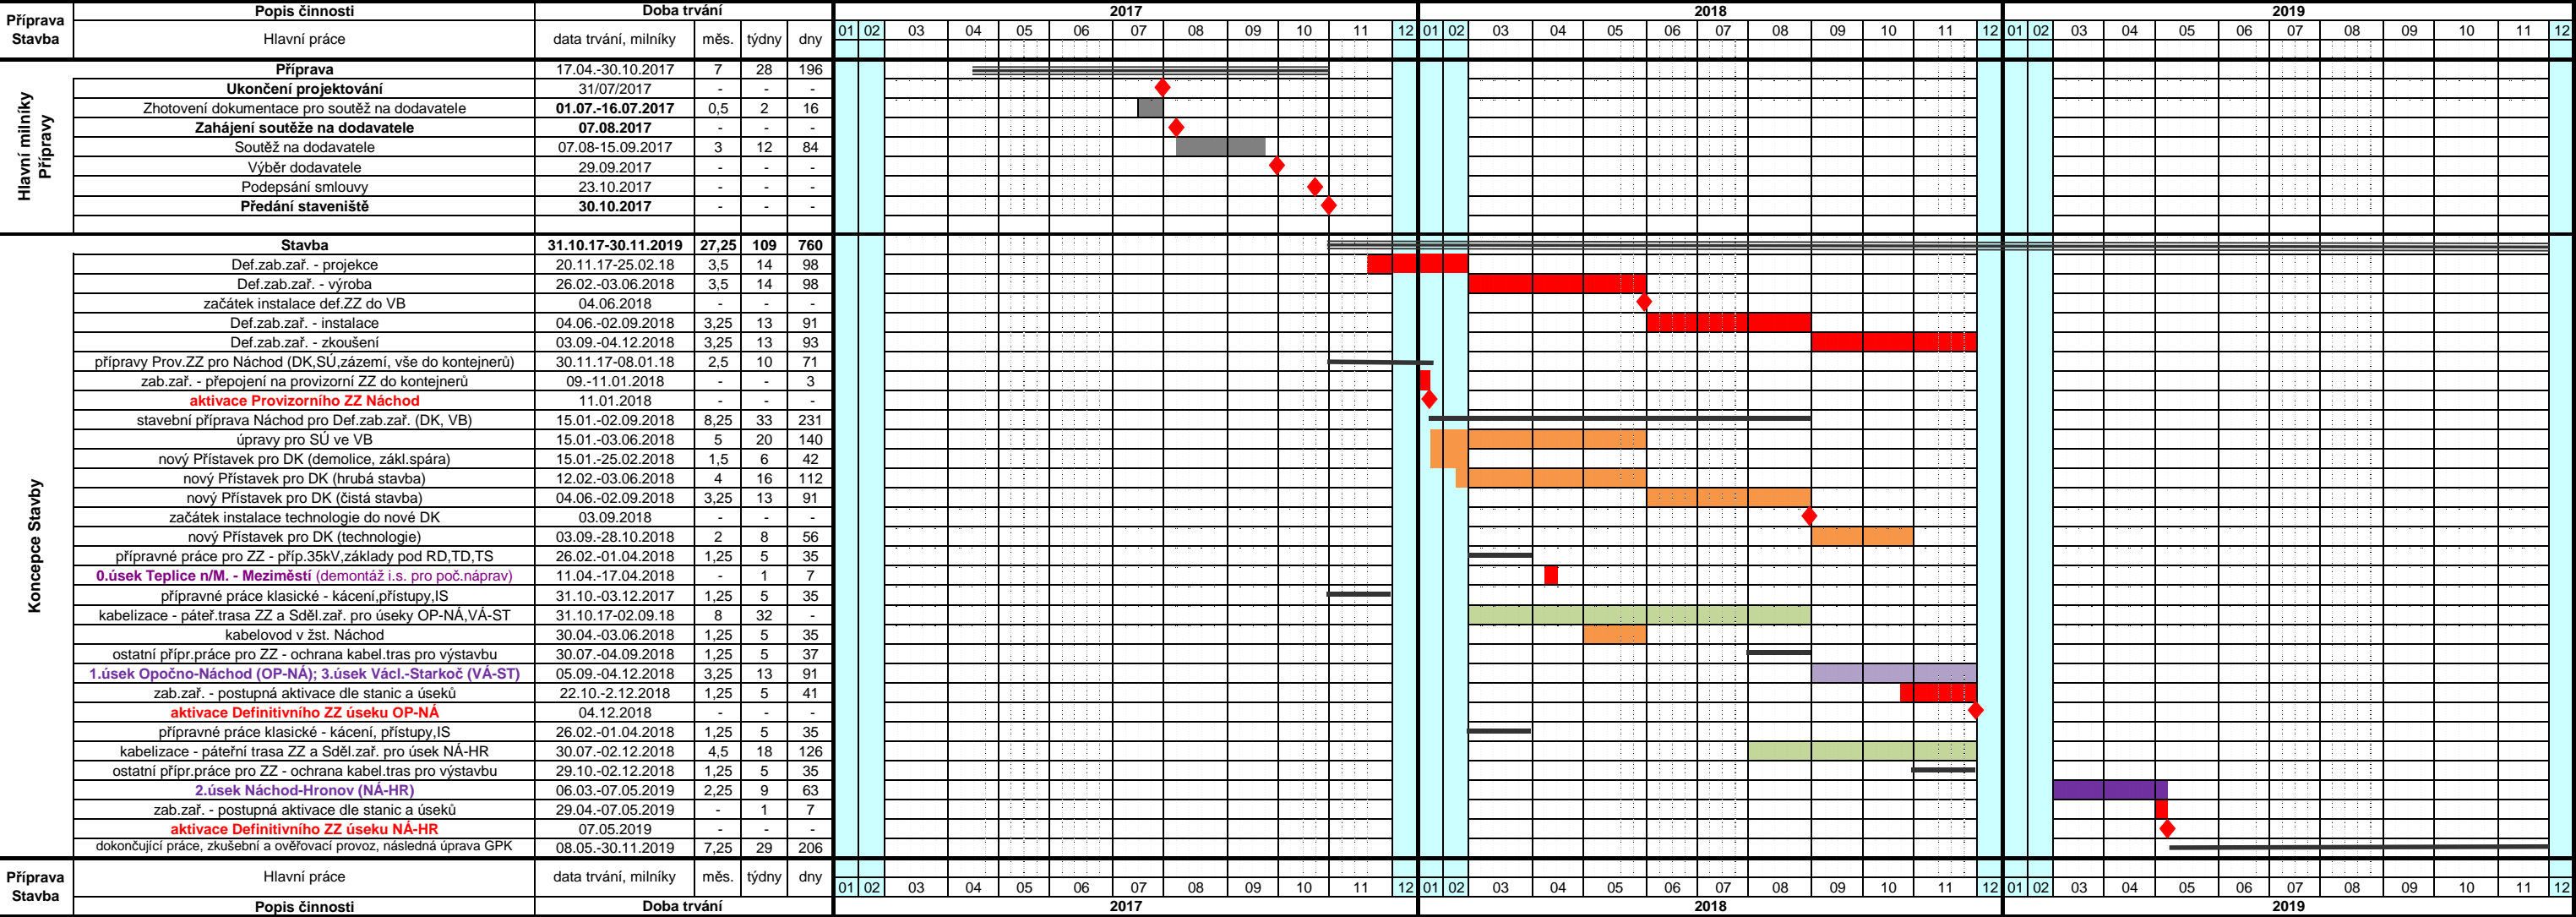 Příprava Stavba Popis činnosti Doba trvání 2017 2018 2019
Hlavní práce data trvání, milníky měs. týdny dny 01 02 03 04 05 06 07 08 09 10 11 12 01 02 03 04 05 06 07 08 09 10 11 12 01 02 03 04 05 06 07 08 09 10 11 12
Hlavní milníky Přípravy
Příprava 17.04.-30.10.2017 7 28 196
Ukončení projektování 31/07/2017 - - -
Zhotovení dokumentace pro soutěž na dodavatele 01.07.-16.07.2017 0,5 2 16
Zahájení soutěže na dodavatele 07.08.2017 - - -
Soutěž na dodavatele 07.08-15.09.2017 3 12 84
Výběr dodavatele 29.09.2017 - - -
Podepsání smlouvy 23.10.2017 - - -
Předání staveniště 30.10.2017 - - -
Koncepce Stavby
Stavba 31.10.17-30.11.2019 27,25 109 760
Def.zab.zař. - projekce 20.11.17-25.02.18 3,5 14 98
Def.zab.zař. - výroba 26.02.-03.06.2018 3,5 14 98
začátek instalace def.ZZ do VB 04.06.2018 - - -
Def.zab.zař. - instalace 04.06.-02.09.2018 3,25 13 91
Def.zab.zař. - zkoušení 03.09.-04.12.2018 3,25 13 93
přípravy Prov.ZZ pro Náchod (DK,SÚ,zázemí, vše do kontejnerů) 30.11.17-08.01.18 2,5 10 71
zab.zař. - přepojení na provizorní ZZ do kontejnerů 09.-11.01.2018 - - 3
aktivace Provizorního ZZ Náchod 11.01.2018 - - -
stavební příprava Náchod pro Def.zab.zař. (DK, VB) 15.01.-02.09.2018 8,25 33 231
úpravy pro SÚ ve VB 15.01.-03.06.2018 5 20 140
nový Přístavek pro DK (demolice, zákl.spára) 15.01.-25.02.2018 1,5 6 42
nový Přístavek pro DK (hrubá stavba) 12.02.-03.06.2018 4 16 112
nový Přístavek pro DK (čistá stavba) 04.06.-02.09.2018 3,25 13 91
začátek instalace technologie do nové DK 03.09.2018 - - -
nový Přístavek pro DK (technologie) 03.09.-28.10.2018 2 8 56
přípravné práce pro ZZ - příp.35kV,základy pod RD,TD,TS 26.02.-01.04.2018 1,25 5 35
0.úsek Teplice n/M. - Meziměstí (demontáž i.s. pro poč.náprav) 11.04.-17.04.2018 - 1 7
přípravné práce klasické - kácení,přístupy,IS 31.10.-03.12.2017 1,25 5 35
kabelizace - páteř.trasa ZZ a Sděl.zař. pro úseky OP-NÁ,VÁ-ST 31.10.17-02.09.18 8 32 -
kabelovod v žst. Náchod 30.04.-03.06.2018 1,25 5 35
ostatní přípr.práce pro ZZ - ochrana kabel.tras pro výstavbu 30.07.-04.09.2018 1,25 5 37
1.úsek Opočno-Náchod (OP-NÁ); 3.úsek Václ.-Starkoč (VÁ-ST) 05.09.-04.12.2018 3,25 13 91
zab.zař. - postupná aktivace dle stanic a úseků 22.10.-2.12.2018 1,25 5 41
aktivace Definitivního ZZ úseku OP-NÁ 04.12.2018 - - -
přípravné práce klasické - kácení, přístupy,IS 26.02.-01.04.2018 1,25 5 35
kabelizace - páteřní trasa ZZ a Sděl.zař. pro úsek NÁ-HR 30.07.-02.12.2018 4,5 18 126
ostatní přípr.práce pro ZZ - ochrana kabel.tras pro výstavbu 29.10.-02.12.2018 1,25 5 35
2.úsek Náchod-Hronov (NÁ-HR) 06.03.-07.05.2019 2,25 9 63
zab.zař. - postupná aktivace dle stanic a úseků 29.04.-07.05.2019 - 1 7
aktivace Definitivního ZZ úseku NÁ-HR 07.05.2019 - - -
dokončující práce, zkušební a ověřovací provoz, následná úprava GPK 08.05.-30.11.2019 7,25 29 206
Příprava Stavba Hlavní práce data trvání, milníky měs. týdny dny 01 02 03 04 05 06 07 08 09 10 11 12 01 02 03 04 05 06 07 08 09 10 11 12 01 02 03 04 05 06 07 08 09 10 11 12
Popis činnosti Doba trvání 2017 2018 2019